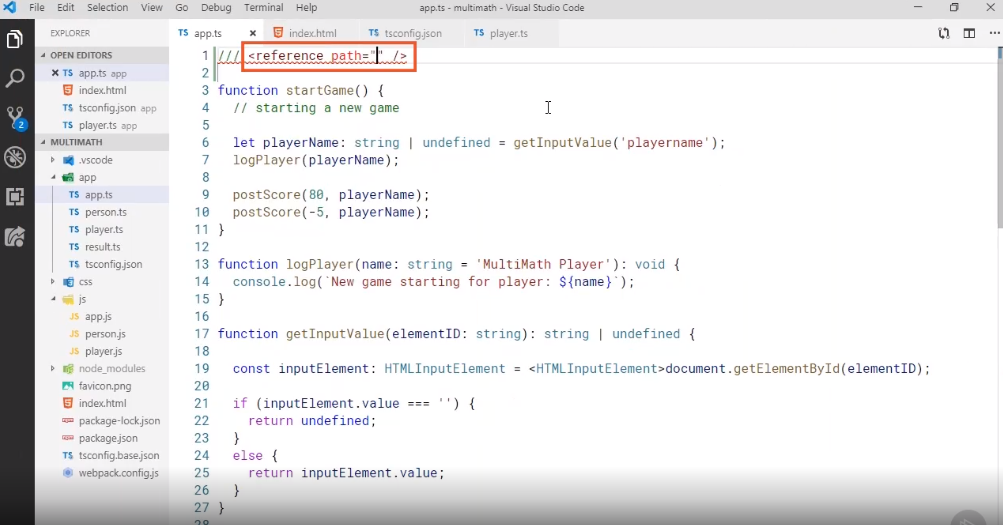 File Edit Selection View Go Debug Terminal Help app.ts - multimath - Visual Studio Code
EXPLORER
OPEN EDITORS
TS app.ts app
index.html
TS tsconfig.json app
TS player.ts app
MULTIMATH
.vscode
app
TS app.ts
TS person.ts
TS player.ts
TS result.ts
TS tsconfig.json
css
js
app.js
person.js
player.js
node_modules
favicon.png
index.html
package-lock.json
package.json
TS tsconfig.base.json
webpack.config.js
2
TS app.ts index.html TS tsconfig.json TS player.ts
1 /// <reference path="" />
2
3 function startGame() {
4 // starting a new game
5
6 let playerName: string | undefined = getInputValue('playername');
7 logPlayer(playerName);
8
9 postScore(80, playerName);
10 postScore(-5, playerName);
11 }
12
13 function logPlayer(name: string = 'MultiMath Player'): void {
14 console.log(`New game starting for player: ${name}`);
15 }
16
17 function getInputValue(elementID: string): string | undefined {
18
19 const inputElement: HTMLInputElement = <HTMLInputElement>document.getElementById(elementID);
20
21 if (inputElement.value === '') {
22 return undefined;
23 }
24 else {
25 return inputElement.value;
26 }
27 }
28